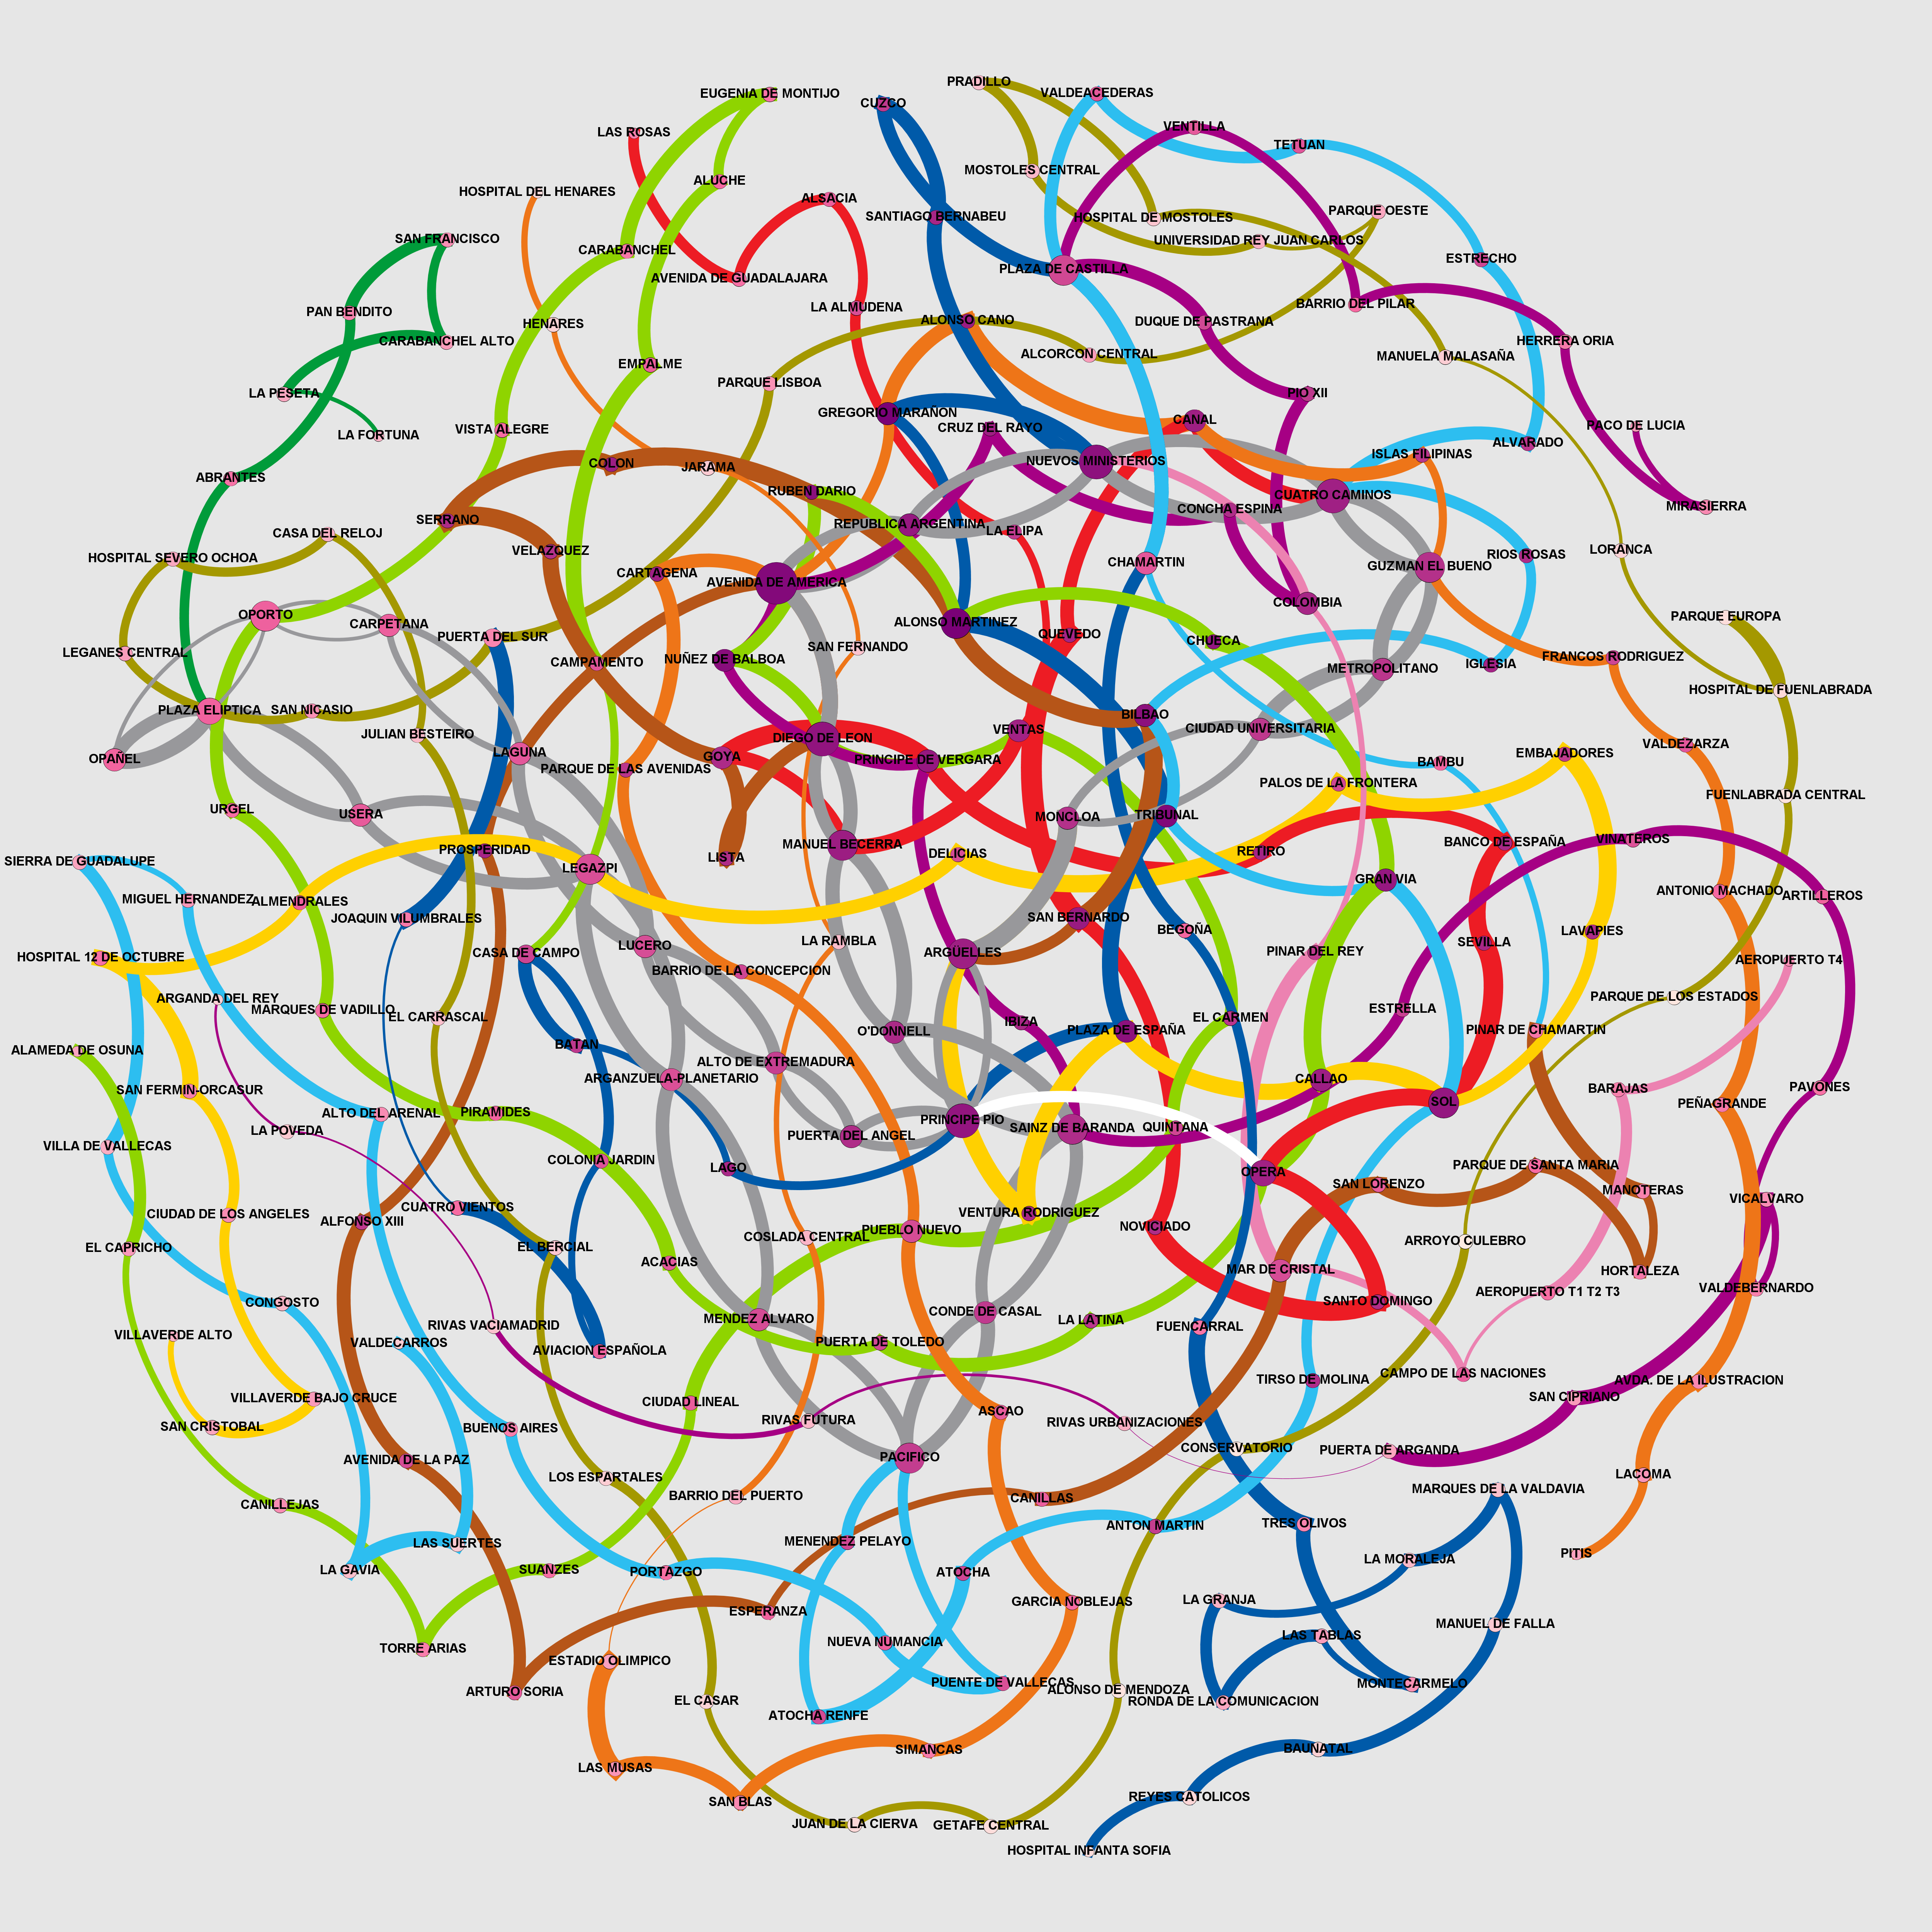 PRADILLO
EUGENIA DE MONTIJO
VALDEACEDERAS
CUZCO
VENTILLA
LAS ROSAS
TETUAN
MOSTOLES CENTRAL
ALUCHE
HOSPITAL DEL HENARES
ALSACIA
PARQUE OESTE
SANTIAGO BERNABEU
HOSPITAL DE MOSTOLES
SAN FRANCISCO
UNIVERSIDAD REY JUAN CARLOS
CARABANCHEL
ESTRECHO
PLAZA DE CASTILLA
AVENIDA DE GUADALAJARA
BARRIO DEL PILAR
LA ALMUDENA
PAN BENDITO
ALONSO CANO
DUQUE DE PASTRANA
HENARES
CARABANCHEL ALTO
HERRERA ORIA
ALCORCON CENTRAL
MANUELA MALASAÑA
EMPALME
PARQUE LISBOA
LA PESETA
PIO XII
GREGORIO MARAÑON
CANAL
CRUZ DEL RAYO
PACO DE LUCIA
VISTA ALEGRE
LA FORTUNA
ALVARADO
ISLAS FILIPINAS
NUEVOS MINISTERIOS
COLON
JARAMA
ABRANTES
RUBEN DARIO
CUATRO CAMINOS
MIRASIERRA
CONCHA ESPINA
SERRANO
REPUBLICA ARGENTINA
LA ELIPA
CASA DEL RELOJ
VELAZQUEZ
LORANCA
RIOS ROSAS
HOSPITAL SEVERO OCHOA
CHAMARTIN
GUZMAN EL BUENO
CARTAGENA
AVENIDA DE AMERICA
COLOMBIA
OPORTO
PARQUE EUROPA
CARPETANA
ALONSO MARTINEZ
PUERTA DEL SUR
QUEVEDO
CHUECA
SAN FERNANDO
LEGANES CENTRAL
FRANCOS RODRIGUEZ
NUÑEZ DE BALBOA
CAMPAMENTO
IGLESIA
METROPOLITANO
HOSPITAL DE FUENLABRADA
PLAZA ELIPTICA
SAN NICASIO
BILBAO
CIUDAD UNIVERSITARIA
VENTAS
JULIAN BESTEIRO
DIEGO DE LEON
VALDEZARZA
LAGUNA
EMBAJADORES
GOYA
OPAÑEL
PRINCIPE DE VERGARA
BAMBU
PARQUE DE LAS AVENIDAS
PALOS DE LA FRONTERA
FUENLABRADA CENTRAL
URGEL
USERA
MONCLOA
TRIBUNAL
VINATEROS
BANCO DE ESPAÑA
MANUEL BECERRA
PROSPERIDAD
RETIRO
DELICIAS
LISTA
SIERRA DE GUADALUPE
LEGAZPI
GRAN VIA
ANTONIO MACHADO
ARTILLEROS
MIGUEL HERNANDEZ
ALMENDRALES
JOAQUIN VILUMBRALES
SAN BERNARDO
BEGOÑA
LAVAPIES
LA RAMBLA
SEVILLA
LUCERO
CASA DE CAMPO
ARGÜELLES
PINAR DEL REY
HOSPITAL 12 DE OCTUBRE
AEROPUERTO T4
BARRIO DE LA CONCEPCION
ARGANDA DEL REY
PARQUE DE LOS ESTADOS
MARQUES DE VADILLO
ESTRELLA
EL CARRASCAL
EL CARMEN
IBIZA
O'DONNELL
PLAZA DE ESPAÑA
PINAR DE CHAMARTIN
BATAN
ALAMEDA DE OSUNA
ALTO DE EXTREMADURA
ARGANZUELA-PLANETARIO
CALLAO
SAN FERMIN-ORCASUR
BARAJAS
PAVONES
SOL
PEÑAGRANDE
ALTO DEL ARENAL
PIRAMIDES
PRINCIPE PIO
LA POVEDA
SAINZ DE BARANDA
QUINTANA
PUERTA DEL ANGEL
VILLA DE VALLECAS
COLONIA JARDIN
PARQUE DE SANTA MARIA
LAGO
OPERA
SAN LORENZO
MANOTERAS
VICALVARO
CUATRO VIENTOS
CIUDAD DE LOS ANGELES
VENTURA RODRIGUEZ
ALFONSO XIII
NOVICIADO
PUEBLO NUEVO
COSLADA CENTRAL
ARROYO CULEBRO
EL CAPRICHO
EL BERCIAL
ACACIAS
MAR DE CRISTAL
HORTALEZA
VALDEBERNARDO
AEROPUERTO T1 T2 T3
CONGOSTO
SANTO DOMINGO
CONDE DE CASAL
MENDEZ ALVARO
LA LATINA
RIVAS VACIAMADRID
FUENCARRAL
VILLAVERDE ALTO
VALDECARROS
PUERTA DE TOLEDO
AVIACION ESPAÑOLA
CAMPO DE LAS NACIONES
TIRSO DE MOLINA
AVDA. DE LA ILUSTRACION
VILLAVERDE BAJO CRUCE
SAN CIPRIANO
CIUDAD LINEAL
ASCAO
RIVAS FUTURA
RIVAS URBANIZACIONES
SAN CRISTOBAL
BUENOS AIRES
CONSERVATORIO
PUERTA DE ARGANDA
PACIFICO
AVENIDA DE LA PAZ
LACOMA
LOS ESPARTALES
MARQUES DE LA VALDAVIA
BARRIO DEL PUERTO
CANILLAS
CANILLEJAS
TRES OLIVOS
ANTON MARTIN
MENENDEZ PELAYO
LAS SUERTES
PITIS
LA MORALEJA
LA GAVIA
SUANZES
PORTAZGO
ATOCHA
LA GRANJA
GARCIA NOBLEJAS
ESPERANZA
MANUEL DE FALLA
LAS TABLAS
NUEVA NUMANCIA
TORRE ARIAS
ESTADIO OLIMPICO
PUENTE DE VALLECAS
MONTECARMELO
ARTURO SORIA
ALONSO DE MENDOZA
EL CASAR
RONDA DE LA COMUNICACION
ATOCHA RENFE
SIMANCAS
BAUNATAL
LAS MUSAS
REYES CATOLICOS
SAN BLAS
JUAN DE LA CIERVA
GETAFE CENTRAL
HOSPITAL INFANTA SOFIA